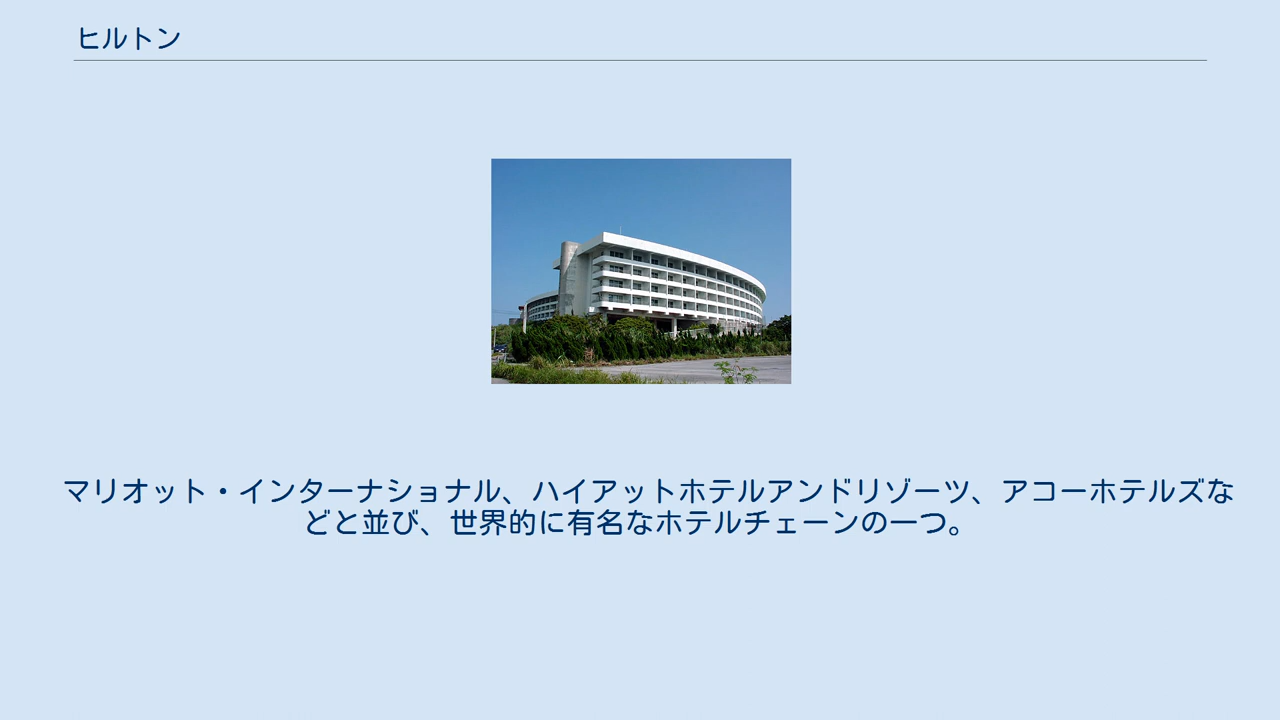 ヒルトン
マリオット・インターナショナル、ハイアットホテルアンドリゾーツ、アコーホテルズな
どと並び、世界的に有名なホテルチェーンの一つ。